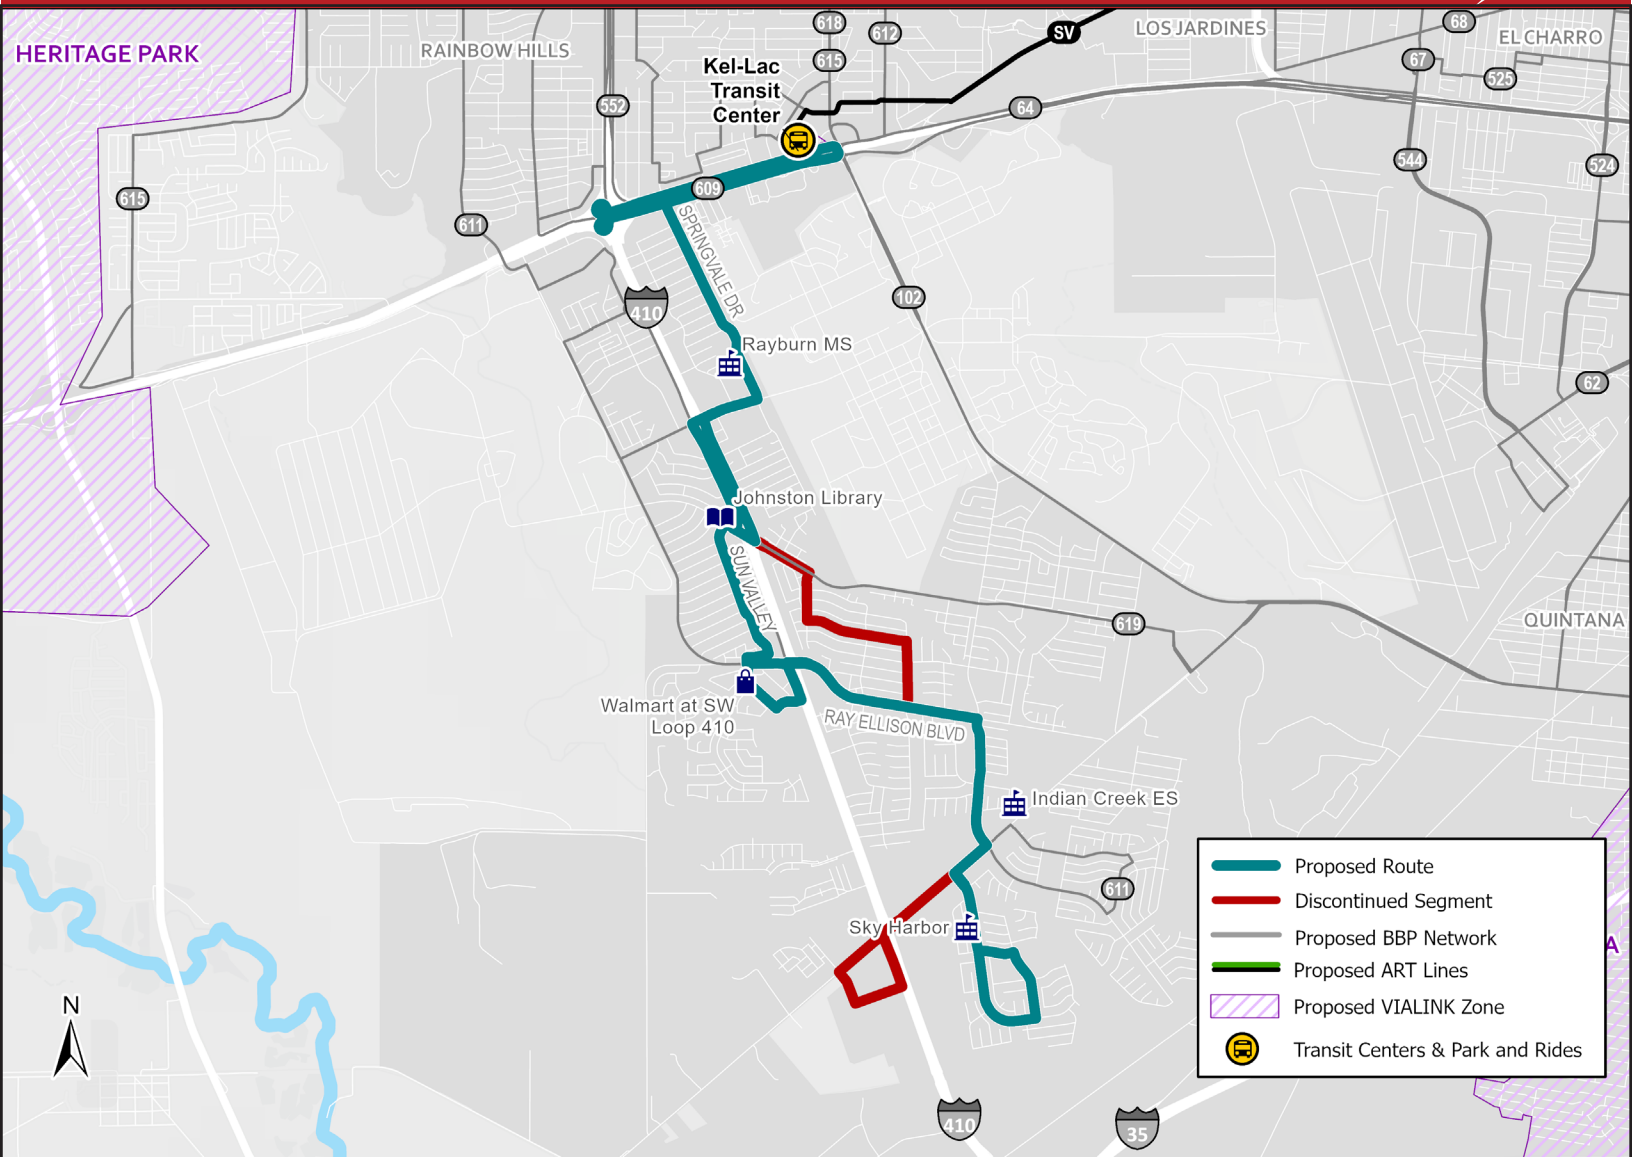 HERITAGE PARK
RAINBOW HILLS
618
612
SV
LOS JARDINES
68
EL CHARRO
615
67
525
Kel-Lac
Transit
Center
552
64
544
524
609
615
611
SPRINGVALE DR
102
410
Rayburn MS
62
Johnston Library
SUN VALLEY
619
QUINTANA
Walmart at SW
Loop 410
RAY ELLISON BLVD
Indian Creek ES
611
Sky Harbor
A
N
410
35
Proposed Route
Discontinued Segment
Proposed BBP Network
Proposed ART Lines
Proposed VIALINK Zone
Transit Centers & Park and Rides